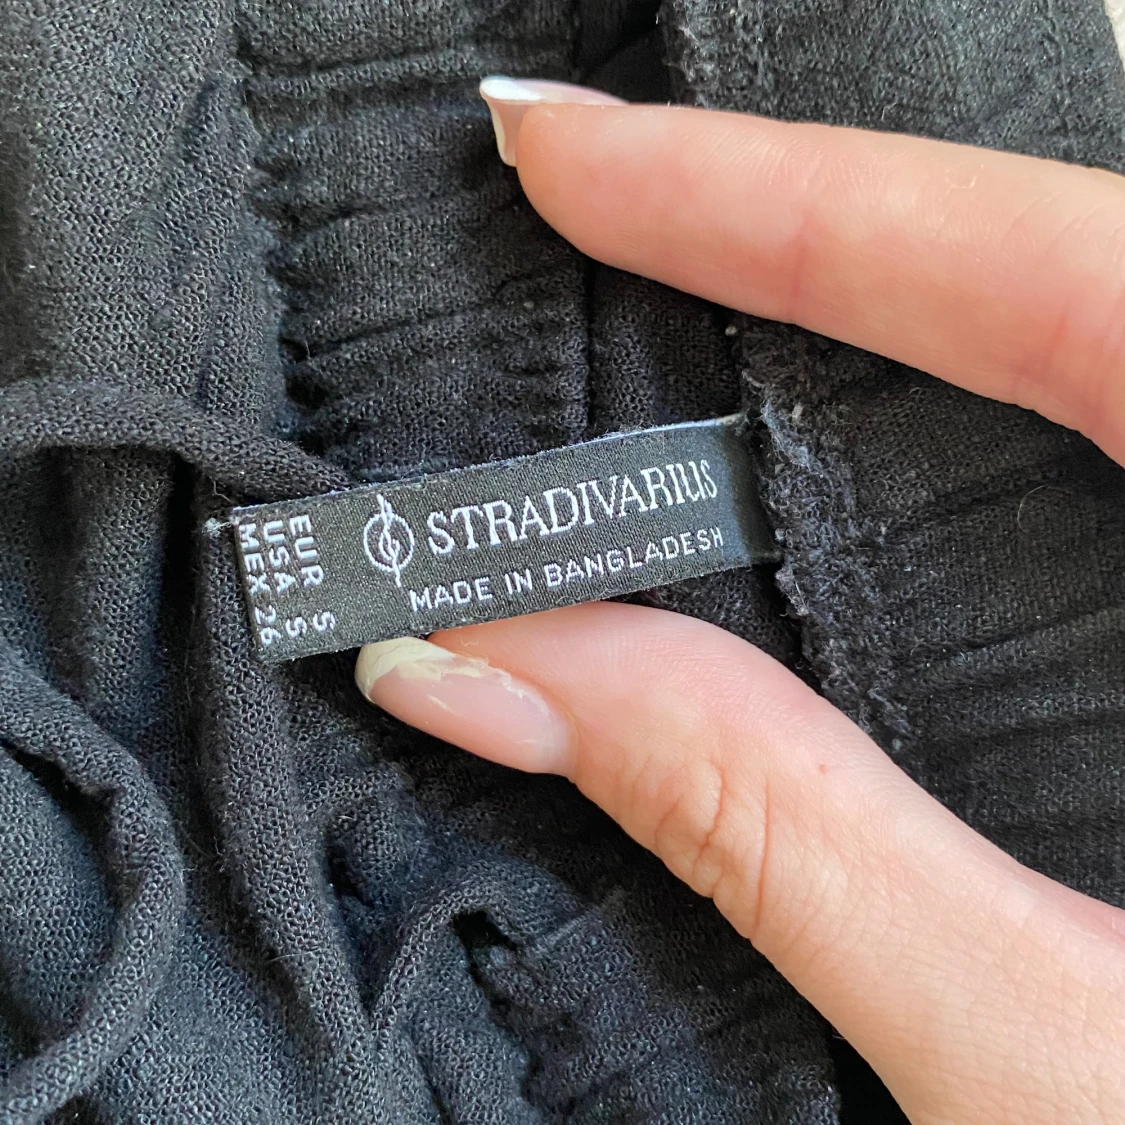 STRADIVARIUS
MADE IN BANGLADESH
EUR S
USA S
MEX 26